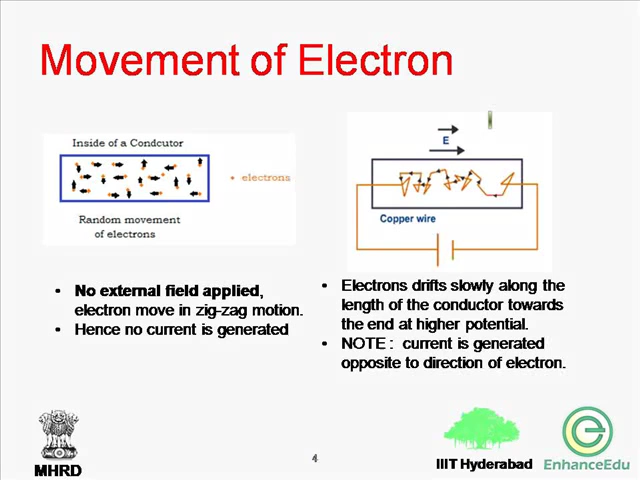 Movement of Electron
Inside of a Condcutor
electrons
Random movement
of electrons
E
Copper wire
• No external field applied,
electron move in zig-zag motion.
• Hence no current is generated
• Electrons drifts slowly along the
length of the conductor towards
the end at higher potential.
• NOTE : current is generated
opposite to direction of electron.
MHRD
4
IIIT Hyderabad
EnhanceEdu